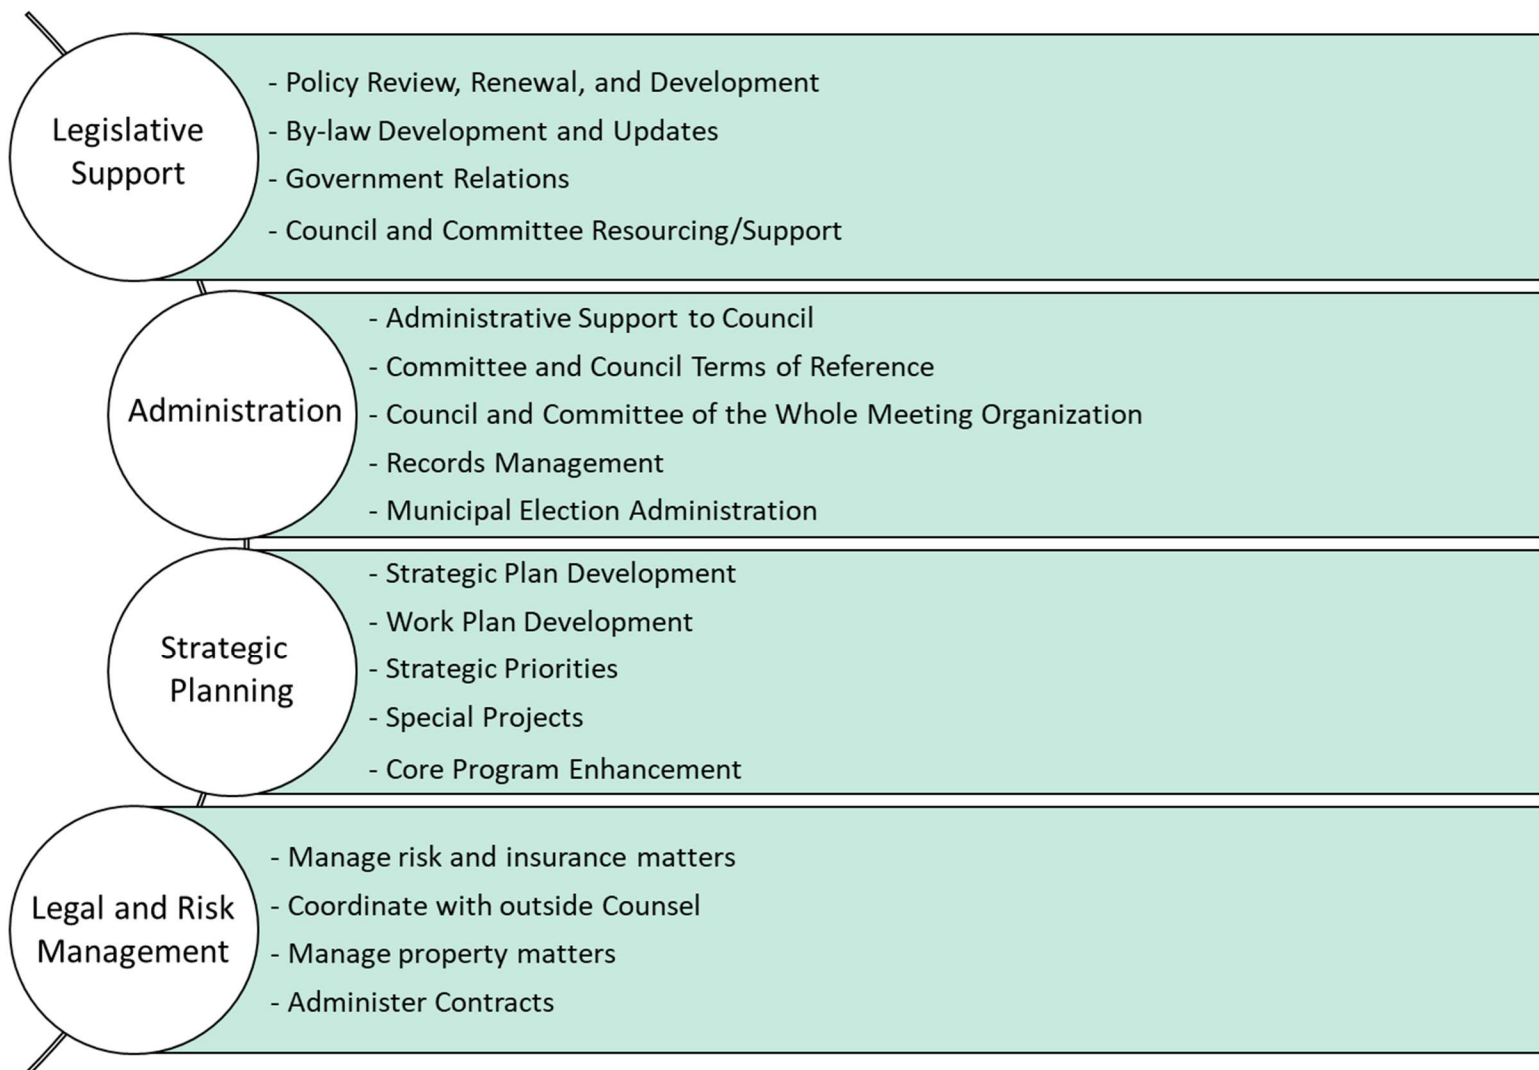 Legislative
Support
- Policy Review, Renewal, and Development
- By-law Development and Updates
- Government Relations
- Council and Committee Resourcing/Support
Administration
- Administrative Support to Council
- Committee and Council Terms of Reference
- Council and Committee of the Whole Meeting Organization
- Records Management
- Municipal Election Administration
Strategic
Planning
- Strategic Plan Development
- Work Plan Development
- Strategic Priorities
- Special Projects
- Core Program Enhancement
Legal and Risk
Management
- Manage risk and insurance matters
- Coordinate with outside Counsel
- Manage property matters
- Administer Contracts